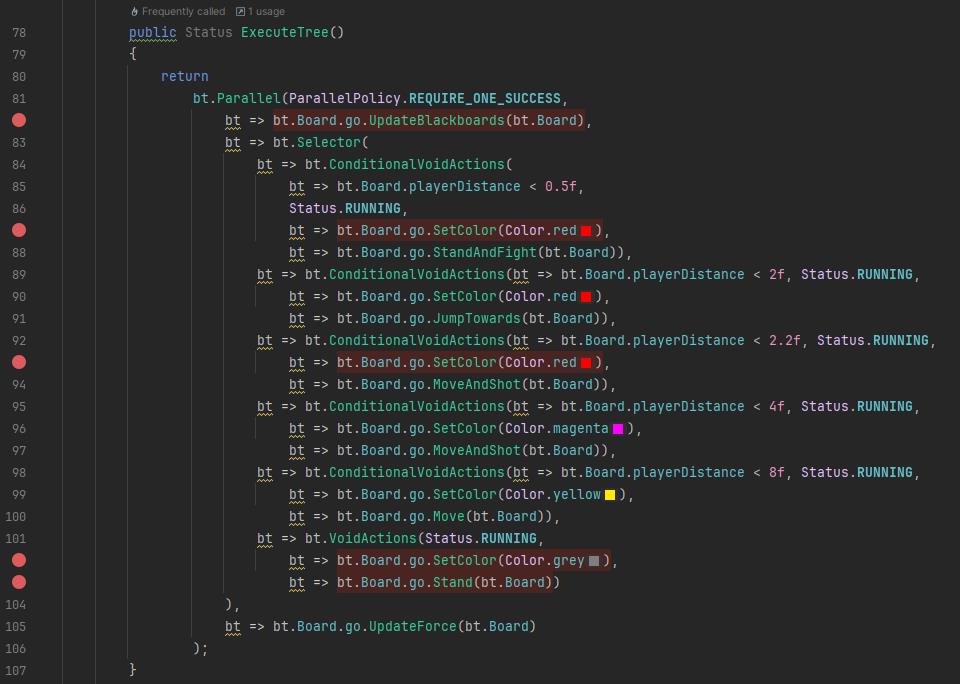 Frequently called 1 usage
78 public Status ExecuteTree()
79 {
80 return
81 bt.Parallel(ParallelPolicy.REQUIRE_ONE_SUCCESS,
bt => bt.Board.go.UpdateBlackboards(bt.Board),
83 bt => bt.Selector(
84 bt => bt.ConditionalVoidActions(
85 bt => bt.Board.playerDistance < 0.5f,
86 Status.RUNNING,
bt => bt.Board.go.SetColor(Color.red),
88 bt => bt.Board.go.StandAndFight(bt.Board)),
89 bt => bt.ConditionalVoidActions(bt => bt.Board.playerDistance < 2f, Status.RUNNING,
90 bt => bt.Board.go.SetColor(Color.red),
91 bt => bt.Board.go.JumpTowards(bt.Board)),
92 bt => bt.ConditionalVoidActions(bt => bt.Board.playerDistance < 2.2f, Status.RUNNING,
bt => bt.Board.go.SetColor(Color.red),
94 bt => bt.Board.go.MoveAndShot(bt.Board)),
95 bt => bt.ConditionalVoidActions(bt => bt.Board.playerDistance < 4f, Status.RUNNING,
96 bt => bt.Board.go.SetColor(Color.magenta),
97 bt => bt.Board.go.MoveAndShot(bt.Board)),
98 bt => bt.ConditionalVoidActions(bt => bt.Board.playerDistance < 8f, Status.RUNNING,
99 bt => bt.Board.go.SetColor(Color.yellow),
100 bt => bt.Board.go.Move(bt.Board)),
101 bt => bt.VoidActions(Status.RUNNING,
bt => bt.Board.go.SetColor(Color.grey),
bt => bt.Board.go.Stand(bt.Board))
104 ),
105 bt => bt.Board.go.UpdateForce(bt.Board)
106 );
107 }